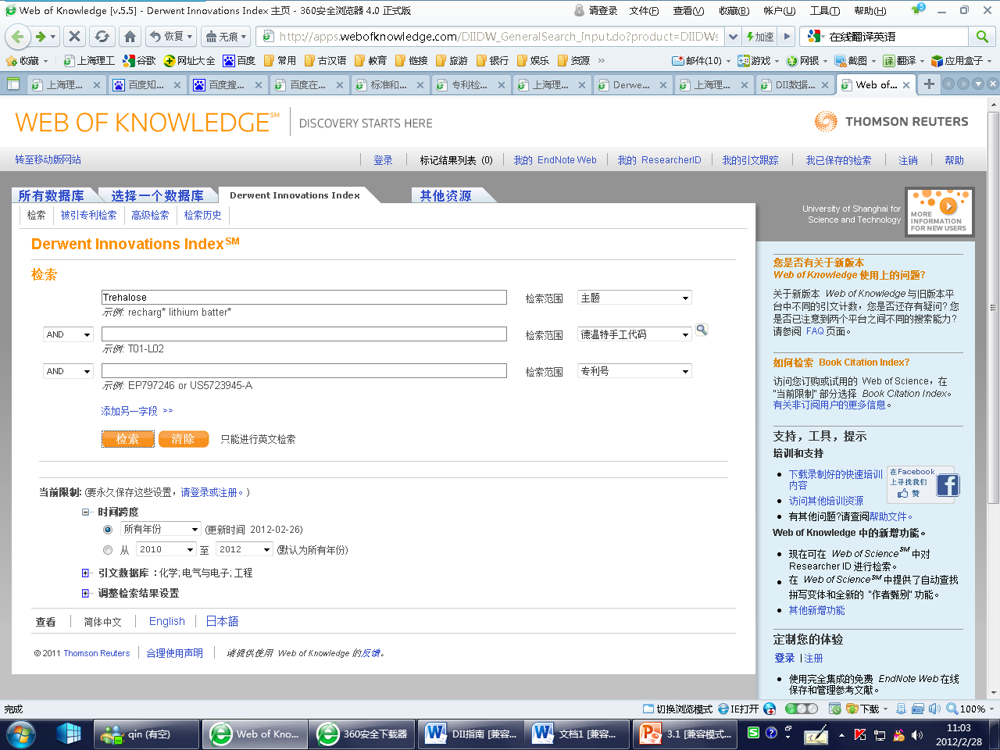 Web of Knowledge [v.5.5] - Derwent Innovations Index 主页 - 360安全浏览器 4.0 正式版
请登录 文件(F) 查看(V) 收藏(B) 帐户(U) 工具(T) 帮助(H) 5
恢复 无痕 http://apps.webofknowledge.com/DIIDW_GeneralSearch_input.do?product=DIIDW 加速 在线翻译英语
收藏 上海理工 谷歌 网址大全 百度 常用 古汉语 教育 链接 旅游 银行 娱乐 资源 » 邮件(10) 游戏 网银 截图 翻译 应用盒子
上海理... 百度知... 百度搜... 百度在... 标准和... 专利检... 上海理... Derwe... 上海理... DII数据... Web of...
WEB OF KNOWLEDGE℠ DISCOVERY STARTS HERE THOMSON REUTERS
转至移动版网站 登录 标记结果列表 (0) 我的 EndNote Web 我的 ResearcherID 我的引文跟踪 我已保存的检索 注销 帮助
所有数据库 选择一个数据库 Derwent Innovations Index 其他资源
检索 被引专利检索 高级检索 检索历史
University of Shanghai for
Science and Technology
MORE
INFORMATION
FOR NEW USERS
Derwent Innovations Index℠
检索
Trehalose 检索范围 主题
示例: recharg* lithium batter*
AND 检索范围 德温特手工代码
示例: T01-L02
AND 检索范围 专利号
示例: EP797246 or US5723945-A
添加另一字段 >>
检索 清除 只能进行英文检索
当前限制: (要永久保存这些设置，请登录或注册。)
时间跨度
所有年份 (更新时间 2012-02-26)
从 2010 至 2012 (默认为所有年份)
引文数据库 : 化学; 电气与电子; 工程
调整检索结果设置
查看 简体中文 English 日本語
© 2011 Thomson Reuters 合理使用声明 请提供使用 Web of Knowledge 的反馈。
您是否有关于新版本
Web of Knowledge 使用上的问题?
关于新版本 Web of Knowledge 与旧版本平
台中不同的引文计数，您是否还存有疑问? 您
是否已注意到两个平台之间不同的搜索能力?
请参阅 FAQ 页面。
如何检索 Book Citation Index?
访问您订购或试用的 Web of Science，在
"当前限制" 部分选择 Book Citation Index。
有关非订阅用户的更多信息。
支持，工具，提示
培训和支持
下载录制好的快速培训
内容
访问其他培训资源
有其他问题?请查阅帮助文件。
在Facebook
上寻找我们
赞
Web of Knowledge 中的新增功能。
现在可在 Web of Science℠ 中对
Researcher ID 进行检索。
在 Web of Science℠ 中提供了自动查找
拼写变体和全新的 "作者甄别" 功能。
其他新增功能
定制您的体验
登录 | 注册
使用完全集成的免费 EndNote Web 在线
保存和管理参考文献。
完成 切换浏览模式 IE打开 下载 100%
qin (有空) Web of Kno... 360安全下载器 DII指南 [兼容... 文档1 [兼容... 3.1 [兼容模式... 11:03
2012/2/28